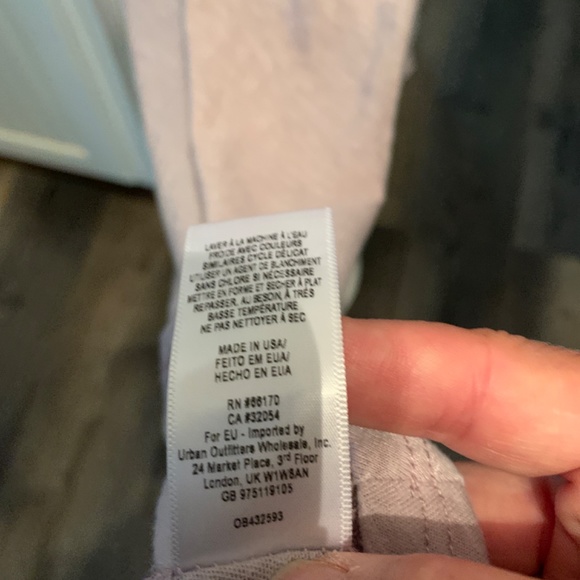 LAVER À LA MACHINE À L'EAU
FROIDE AVEC COULEURS
SIMILAIRES CYCLE DÉLICAT
UTILISER UN AGENT DE BLANCHIMENT
SANS CHLORE SI NÉCESSAIRE
METTRE EN FORME ET SÉCHER À PLAT
REPASSER, AU BESOIN, À TRÉS
BASSE TEMPÉRATURE
NE PAS NETTOYER À SEC
MADE IN USA/
FEITO EM EUA/
HECHO EN EUA
RN #66170
CA #32054
For EU - Imported by
Urban Outfitters Wholesale, Inc.
24 Market Place, 3rd Floor
London, UK W1W8AN
GB 975119105
OB432593